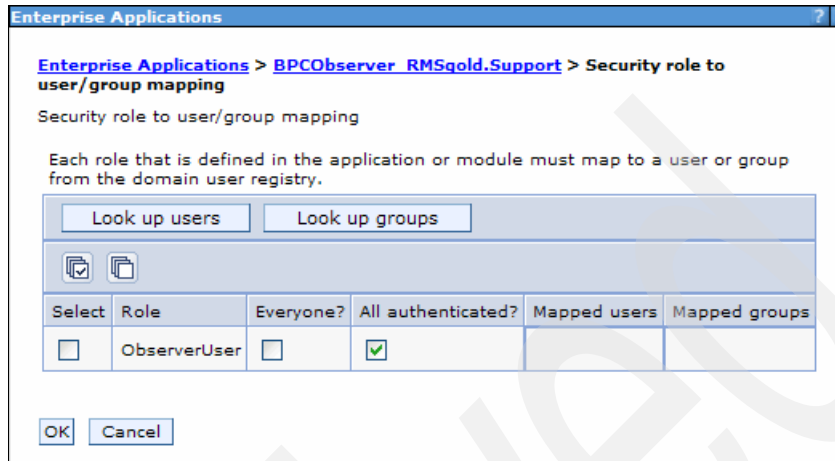 Enterprise Applications ?
Enterprise Applications > BPCObserver_RMSgold.Support > Security role to
user/group mapping
Security role to user/group mapping
Each role that is defined in the application or module must map to a user or group
from the domain user registry.
Look up users Look up groups
Select Role Everyone? All authenticated? Mapped users Mapped groups
ObserverUser
OK Cancel